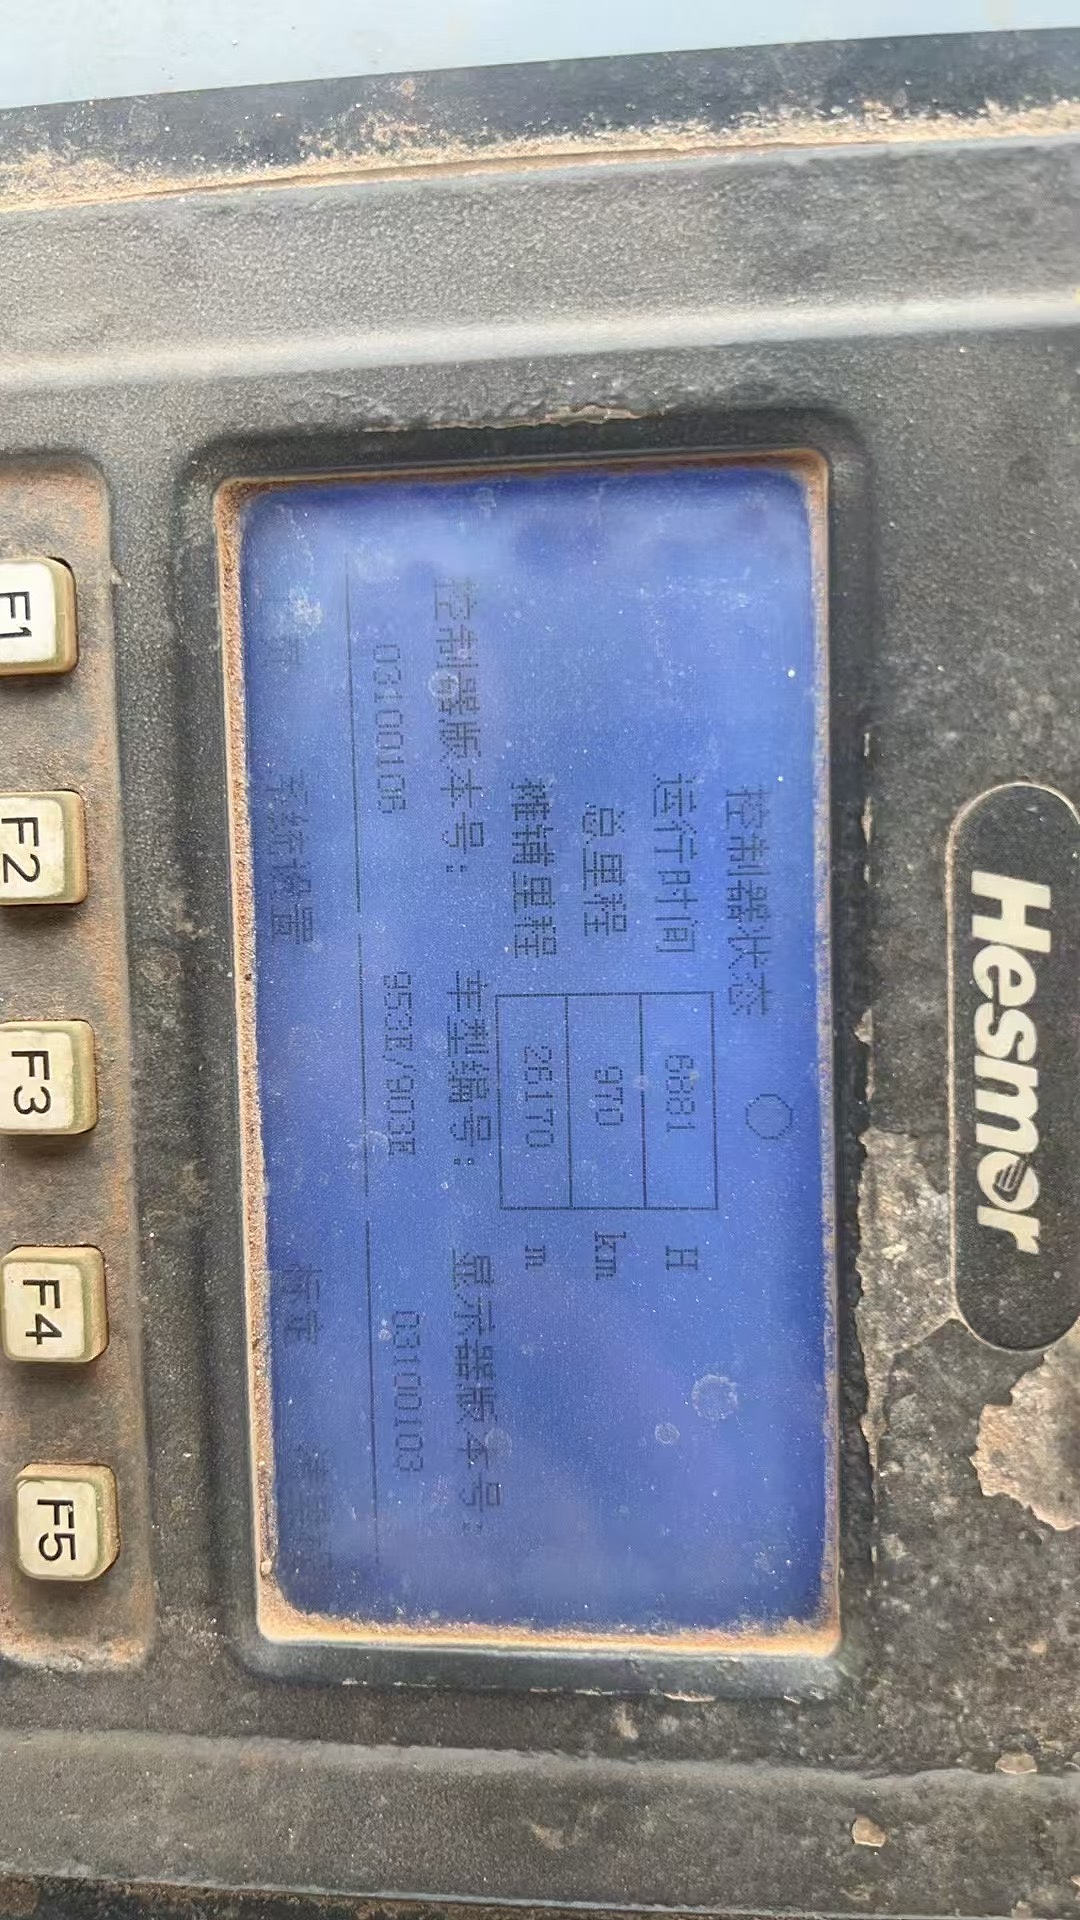 Hesmor
控制器状态 ○
运行时间 6881 H
总里程 970 km
摊铺里程 26170 m
控制器版本号: 车型编号: 显示器版本号:
03100106 953E/903E 03100103
系统设置 标定
F1 F2 F3 F4 F5